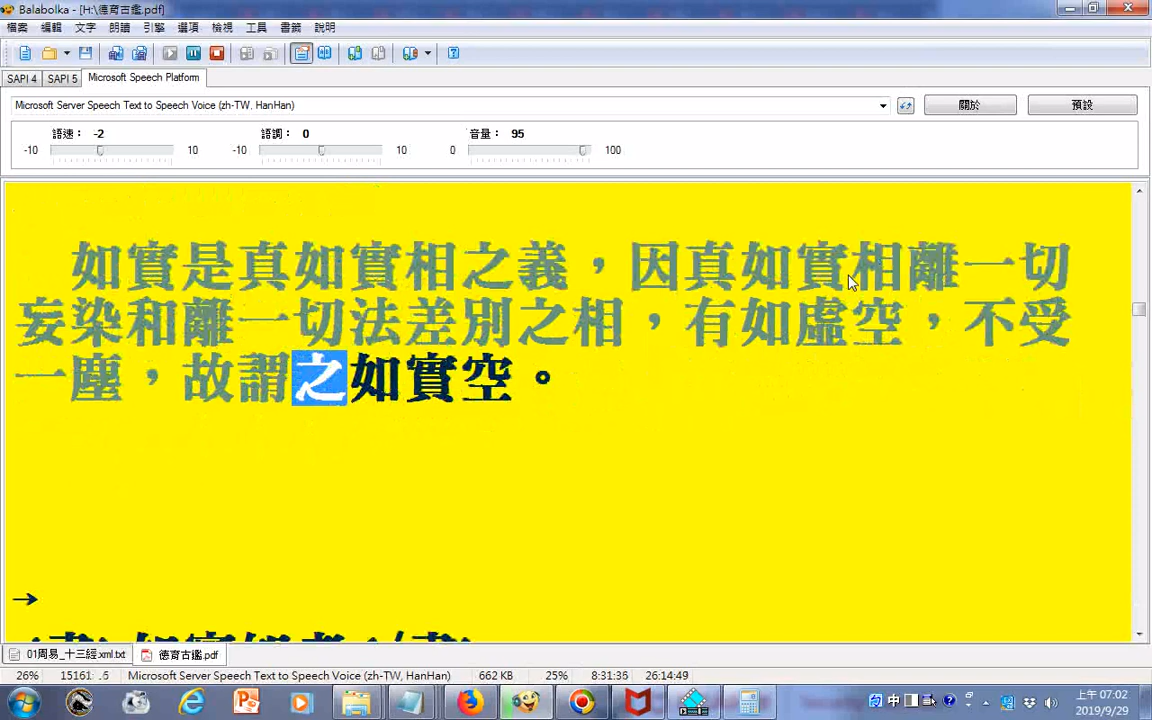 Balabolka - [H:\德育古鑑.pdf]
檔案 編輯 文字 朗讀 引擎 選項 檢視 工具 書籤 說明
SAPI 4 SAPI 5 Microsoft Speech Platform
Microsoft Server Speech Text to Speech Voice (zh-TW, HanHan) 關於 預設
語速： -2 語調： 0 音量： 95
-10 10 -10 10 0 100
如實是真如實相之義，因真如實相離一切
妄染和離一切法差別之相，有如虛空，不受
一塵，故謂之如實空。
→
01周易_十三經.xml.txt 德育古鑑.pdf
26% Microsoft Server Speech Text to Speech Voice (zh-TW, HanHan) 662 KB 25% 8:31:36 26:14:49
中 上午 07:02
2019/9/29